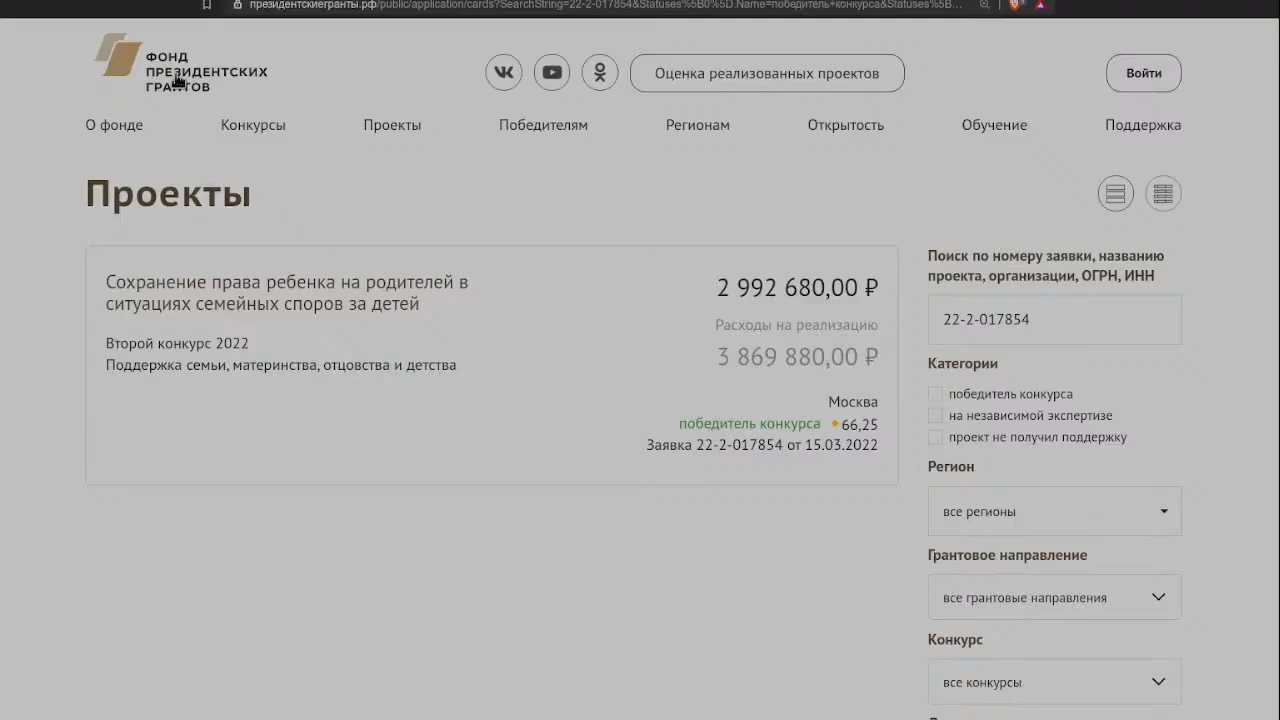 президентскиегранты.рф/public/application/cards?SearchString=22-2-017854&Statuses%5B0%5D.Name=победитель+конкурса&Statuses%5B...
ФОНД
ПРЕЗИДЕНТСКИХ
ГРАНТОВ
Оценка реализованных проектов
Войти
О фонде
Конкурсы
Проекты
Победителям
Регионам
Открытость
Обучение
Поддержка
Проекты
Сохранение права ребенка на родителей в
ситуациях семейных споров за детей
Второй конкурс 2022
Поддержка семьи, материнства, отцовства и детства
2 992 680,00 ₽
Расходы на реализацию
3 869 880,00 ₽
Москва
победитель конкурса 66,25
Заявка 22-2-017854 от 15.03.2022
Поиск по номеру заявки, названию
проекта, организации, ОГРН, ИНН
22-2-017854
Категории
победитель конкурса
на независимой экспертизе
проект не получил поддержку
Регион
все регионы
Грантовое направление
все грантовые направления
Конкурс
все конкурсы